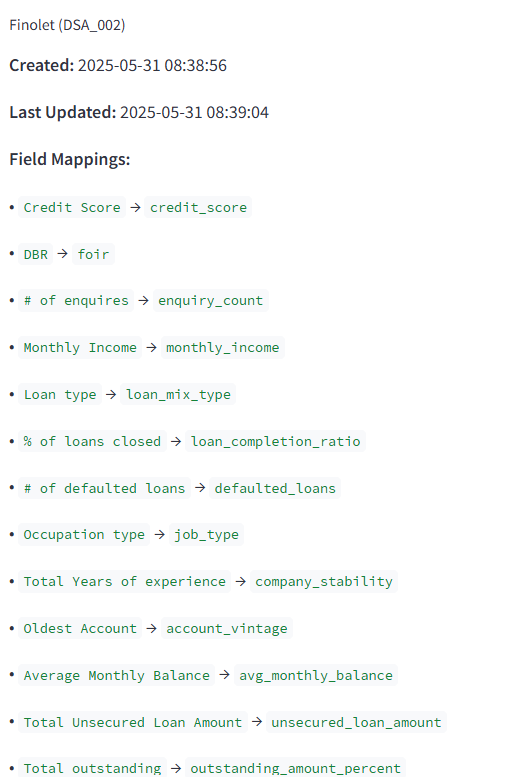 Finolet (DSA_002)
Created: 2025-05-31 08:38:56
Last Updated: 2025-05-31 08:39:04
Field Mappings:
• Credit Score → credit_score
• DBR → foir
• # of enquires → enquiry_count
• Monthly Income → monthly_income
• Loan type → loan_mix_type
• % of loans closed → loan_completion_ratio
• # of defaulted loans → defaulted_loans
• Occupation type → job_type
• Total Years of experience → company_stability
• Oldest Account → account_vintage
• Average Monthly Balance → avg_monthly_balance
• Total Unsecured Loan Amount → unsecured_loan_amount
• Total outstanding → outstanding_amount_percent